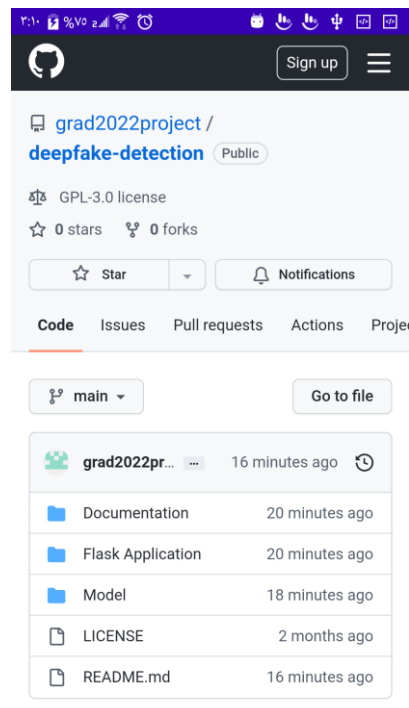 ٣:١٠ %٧٥
Sign up
grad2022project /
deepfake-detection Public
GPL-3.0 license
0 stars 0 forks
Star Notifications
Code Issues Pull requests Actions Proje
main Go to file
grad2022pr... ... 16 minutes ago
Documentation 20 minutes ago
Flask Application 20 minutes ago
Model 18 minutes ago
LICENSE 2 months ago
README.md 16 minutes ago